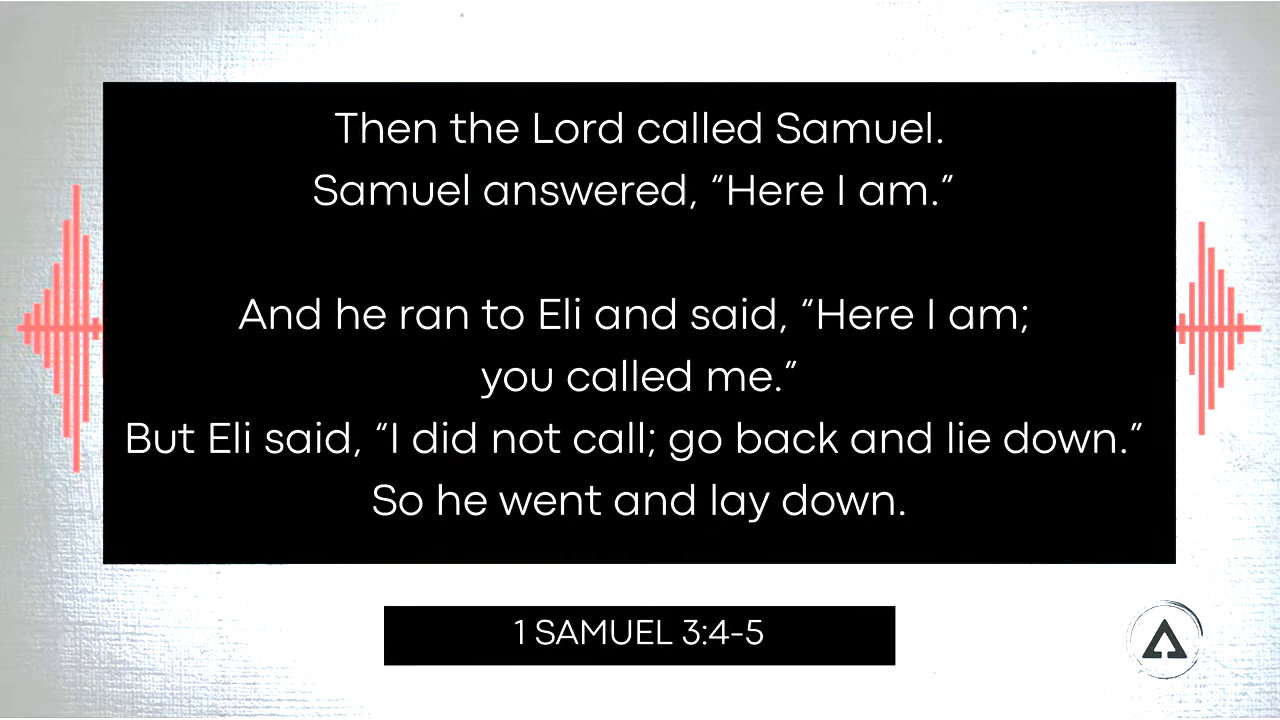 Then the Lord called Samuel.
Samuel answered, “Here I am.”
And he ran to Eli and said, “Here I am;
you called me.”
But Eli said, “I did not call; go back and lie down.”
So he went and lay down.
1 SAMUEL 3:4-5